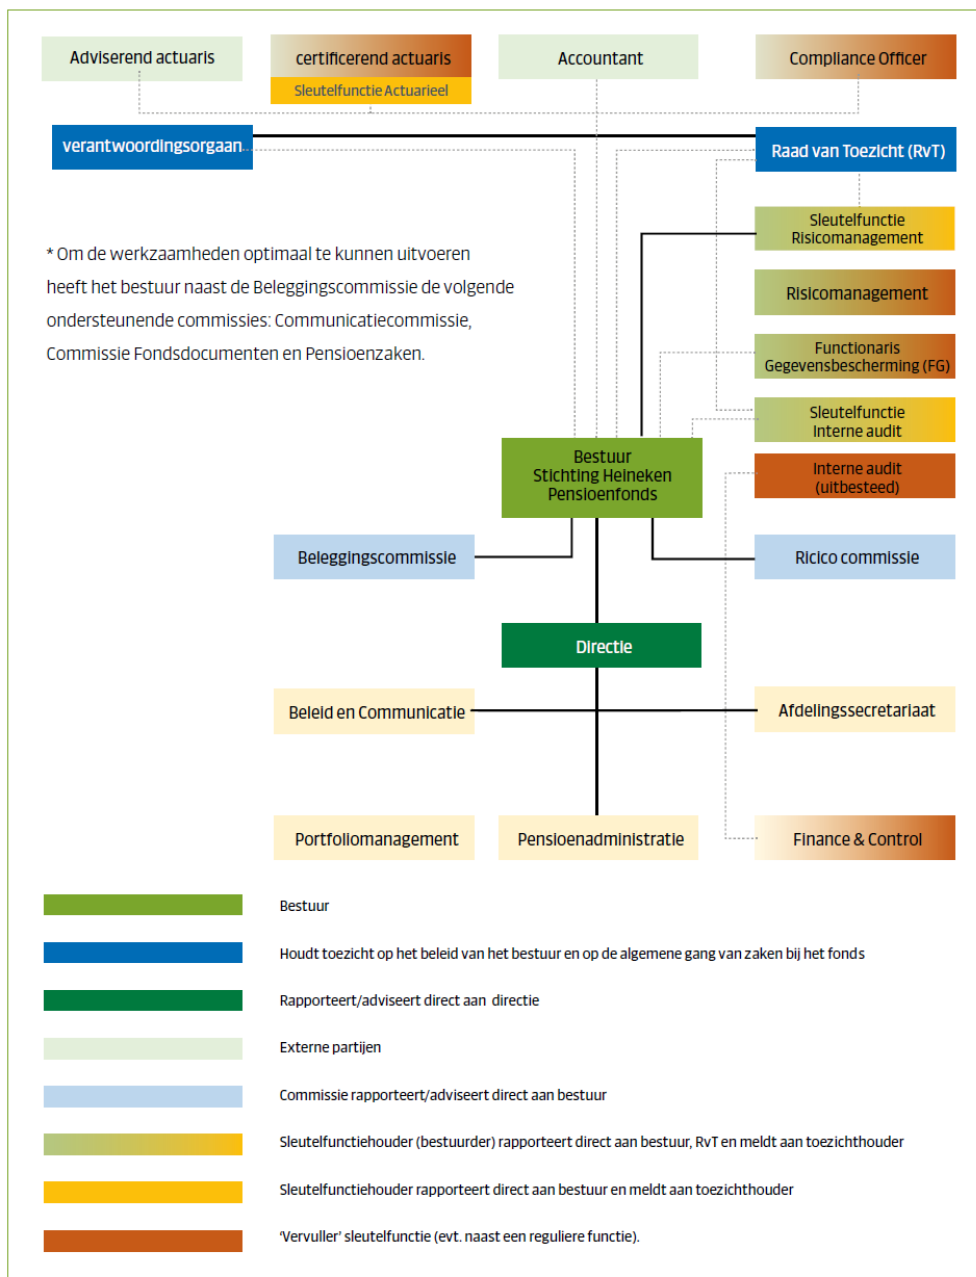 Adviserend actuaris
certificerend actuaris
Sleutelfunctie Actuarieel
Accountant
Compliance Officer
verantwoordingsorgaan
Raad van Toezicht (RvT)
Sleutelfunctie
Risicomanagement
* Om de werkzaamheden optimaal te kunnen uitvoeren
heeft het bestuur naast de Beleggingscommissie de volgende
ondersteunende commissies: Communicatiecommissie,
Commissie Fondsdocumenten en Pensioenzaken.
Risicomanagement
Functionaris
Gegevensbescherming (FG)
Sleutelfunctie
Interne audit
Bestuur
Stichting Heineken
Pensioenfonds
Interne audit
(uitbesteed)
Beleggingscommissie
Ricico commissie
Directie
Beleid en Communicatie
Afdelingssecretariaat
Portfoliomanagement
Pensioenadministratie
Finance & Control
Bestuur
Houdt toezicht op het beleid van het bestuur en op de algemene gang van zaken bij het fonds
Rapporteert/adviseert direct aan directie
Externe partijen
Commissie rapporteert/adviseert direct aan bestuur
Sleutelfunctiehouder (bestuurder) rapporteert direct aan bestuur, RvT en meldt aan toezichthouder
Sleutelfunctiehouder rapporteert direct aan bestuur en meldt aan toezichthouder
‘Vervuller’ sleutelfunctie (evt. naast een reguliere functie).